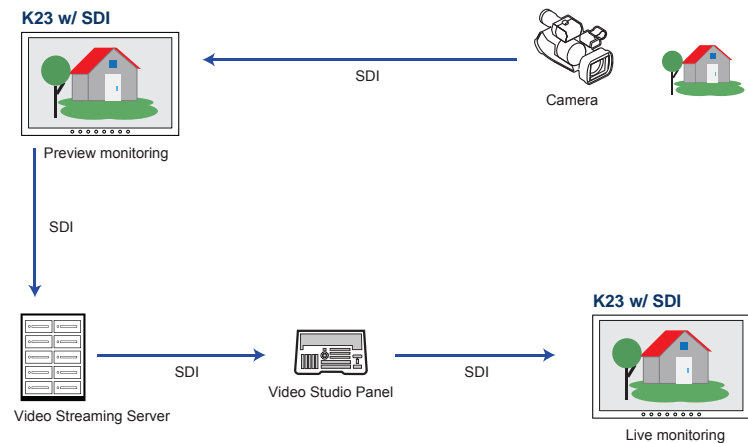 K23 w/ SDI
SDI
Camera
Preview monitoring
SDI
K23 w/ SDI
SDI
Video Studio Panel
SDI
Video Streaming Server
Live monitoring